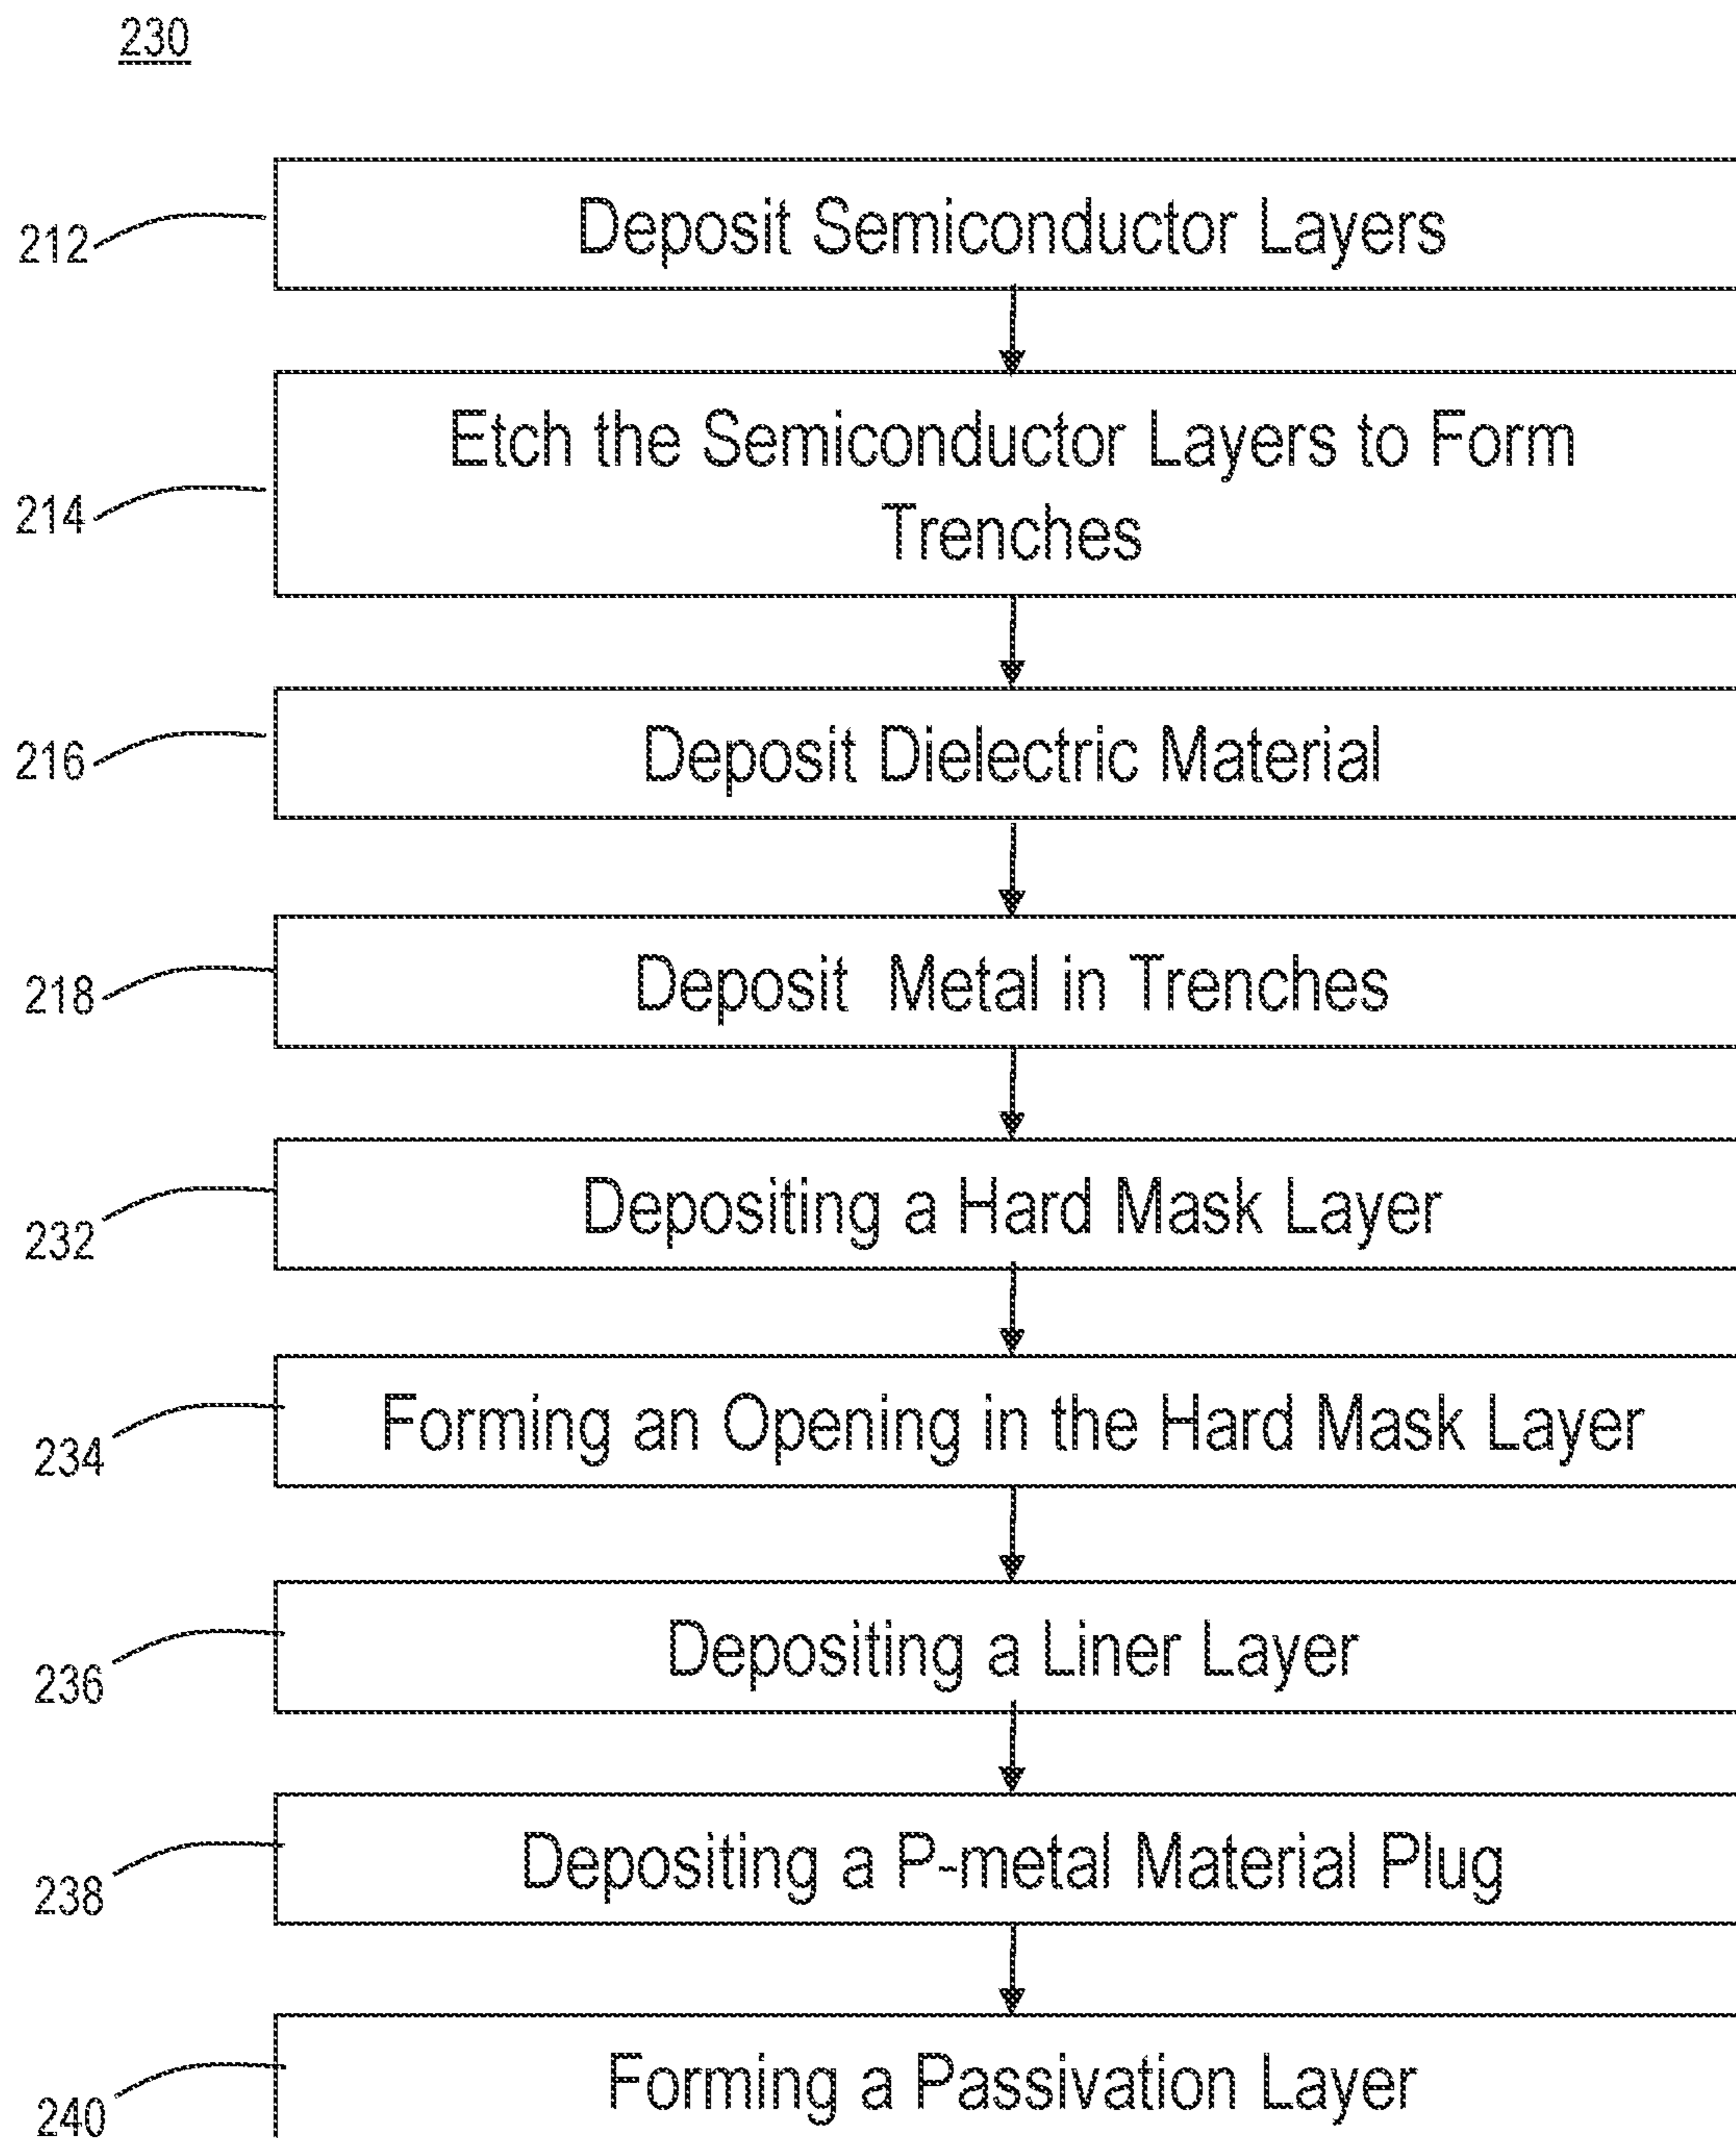 230
212
Deposit Semiconductor Layers
214
Etch the Semiconductor Layers to Form
Trenches
216
Deposit Dielectric Material
218
Deposit Metal in Trenches
232
Depositing a Hard Mask Layer
234
Forming an Opening in the Hard Mask Layer
236
Depositing a Liner Layer
238
Depositing a P-metal Material Plug
240
Forming a Passivation Layer